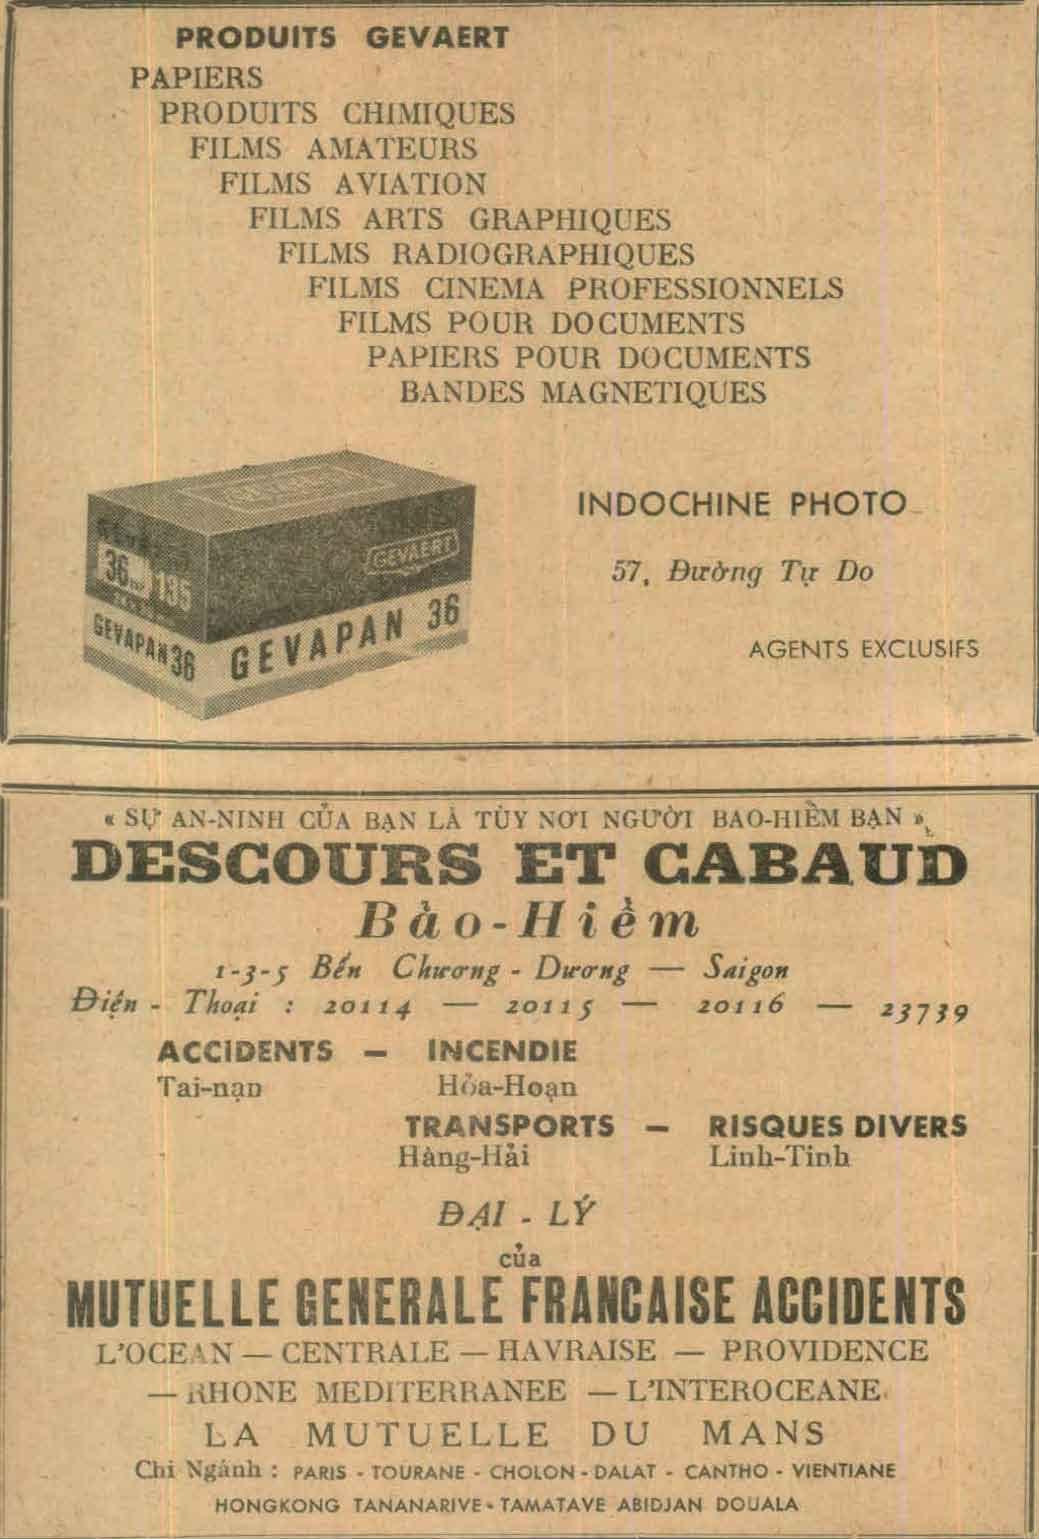 PRODUITS GEVAERT
PAPIERS
PRODUITS CHIMIQUES
FILMS AMATEURS
FILMS AVIATION
FILMS ARTS GRAPHIQUES
FILMS RADIOGRAPHIQUES
FILMS CINEMA PROFESSIONNELS
FILMS POUR DOCUMENTS
PAPIERS POUR DOCUMENTS
BANDES MAGNETIQUES
GEVAERT
36 135
GEVAPAN 36
GEVAPAN 36
INDOCHINE PHOTO
57, Đường Tự Do
AGENTS EXCLUSIFS
« SỰ AN-NINH CỦA BẠN LÀ TÙY NƠI NGƯỜI BAO-HIỂM BẠN »
DESCOURS ET CABAUD
Bảo-Hiểm
1-3-5 Bến Chương-Dương — Saigon
Điện-Thoại : 20114 — 20115 — 20116 — 23739
ACCIDENTS — INCENDIE
Tai-nạn Hỏa-Hoạn
TRANSPORTS — RISQUES DIVERS
Hàng-Hải Linh-Tinh
ĐẠI-LÝ
của
MUTUELLE GENERALE FRANCAISE ACCIDENTS
L'OCEAN — CENTRALE — HAVRAISE — PROVIDENCE
— RHONE MEDITERRANEE — L'INTEROCEANE
LA MUTUELLE DU MANS
Chi Ngánh : PARIS - TOURANE - CHOLON - DALAT - CANTHO - VIENTIANE
HONGKONG TANANARIVE - TAMATAVE ABIDJAN DOUALA